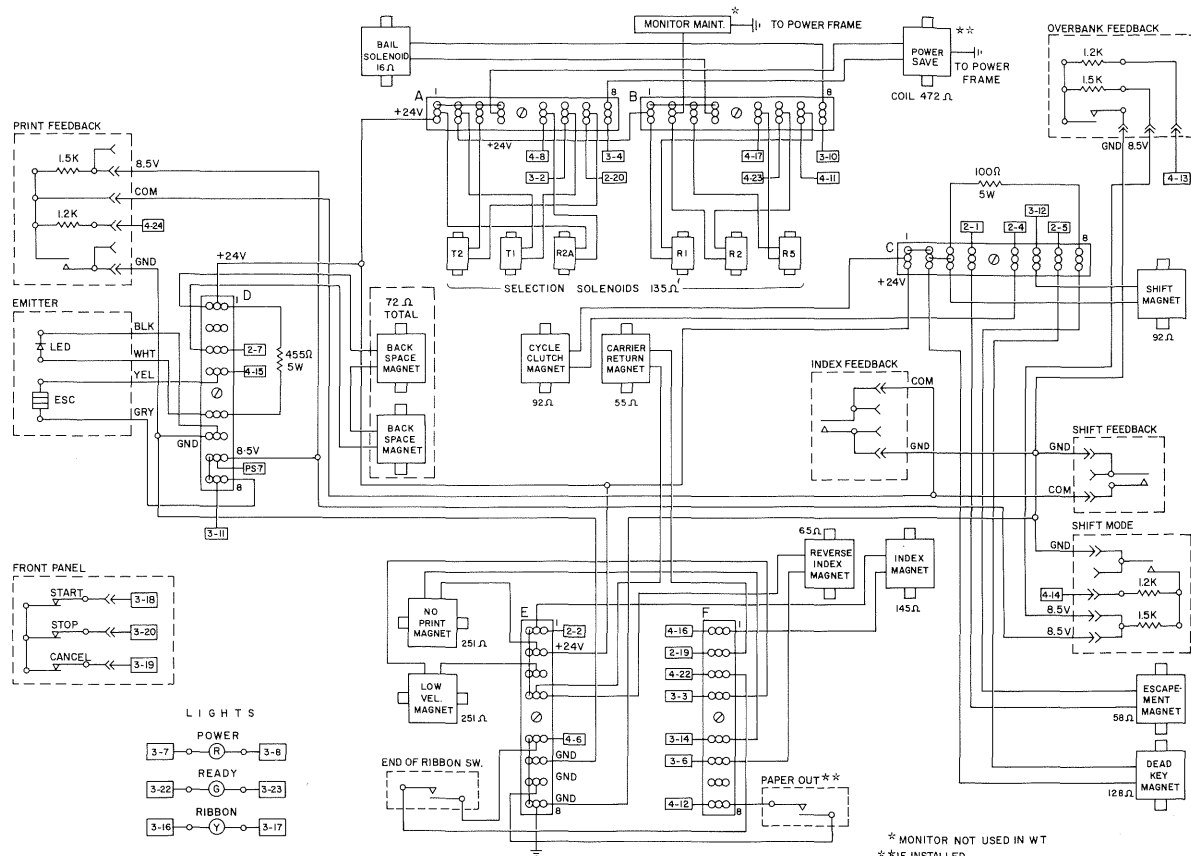 MONITOR MAINT.
*
TO POWER FRAME
BAIL
SOLENOID
16Ω
POWER
SAVE
**
TO POWER
FRAME
COIL 472 Ω
OVERBANK FEEDBACK
1.2K
1.5K
GND 8.5V
4-13
A
1
8
+24V
+24V
4-8
3-4
3-2
2-20
B
1
8
4-17
3-10
4-23
4-11
T2
T1
R2A
R1
R2
R5
SELECTION SOLENOIDS 135Ω
PRINT FEEDBACK
1.5K
8.5V
COM
1.2K
4-24
GND
+24V
EMITTER
BLK
LED
WHT
YEL
ESC
GRY
1
D
2-7
4-15
455Ω
5W
GND
8·5V
PS·7
8
3-11
72Ω
TOTAL
BACK
SPACE
MAGNET
BACK
SPACE
MAGNET
CYCLE
CLUTCH
MAGNET
92Ω
CARRIER
RETURN
MAGNET
55Ω
100Ω
5W
3-12
2-1
2-4
2-5
C
1
8
+24V
SHIFT
MAGNET
92Ω
INDEX FEEDBACK
COM
GND
SHIFT FEEDBACK
GND
COM
SHIFT MODE
GND
1.2K
4-14
8.5V
1.5K
8.5V
FRONT PANEL
START
3-18
STOP
3-20
CANCEL
3-19
LIGHTS
POWER
3-7
R
3-8
READY
3-22
G
3-23
RIBBON
3-16
Y
3-17
NO
PRINT
MAGNET
251Ω
LOW
VEL.
MAGNET
251Ω
END OF RIBBON SW.
E
1
2-2
+24V
4-6
GND
GND
GND
8
65Ω
REVERSE
INDEX
MAGNET
INDEX
MAGNET
145Ω
F
4-16
1
2-19
4-22
3-3
3-14
3-6
4-12
8
PAPER OUT **
ESCAPE-
MENT
MAGNET
58Ω
DEAD
KEY
MAGNET
128Ω
* MONITOR NOT USED IN WT
**IF INSTALLED